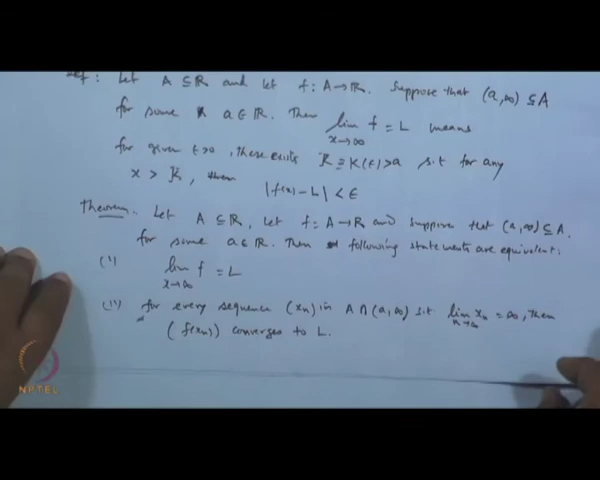 Def : Let A ⊆ R and let f : A → R. Suppose that (a, ∞) ⊆ A
for some a ∈ R. Then lim x→∞ f = L means
for given ε > 0, there exists K ≡ K(ε) > a s.t for any
x > K, then |f(x) - L| < ε
Theorem. Let A ⊆ R, Let f : A → R and suppose that (a, ∞) ⊆ A.
for some a ∈ R. Then following statements are equivalent:
(i) lim x→∞ f = L
(ii) for every sequence (xn) in A ∩ (a, ∞) s.t lim n→∞ xn = ∞, then
(f(xn)) converges to L.
NPTEL